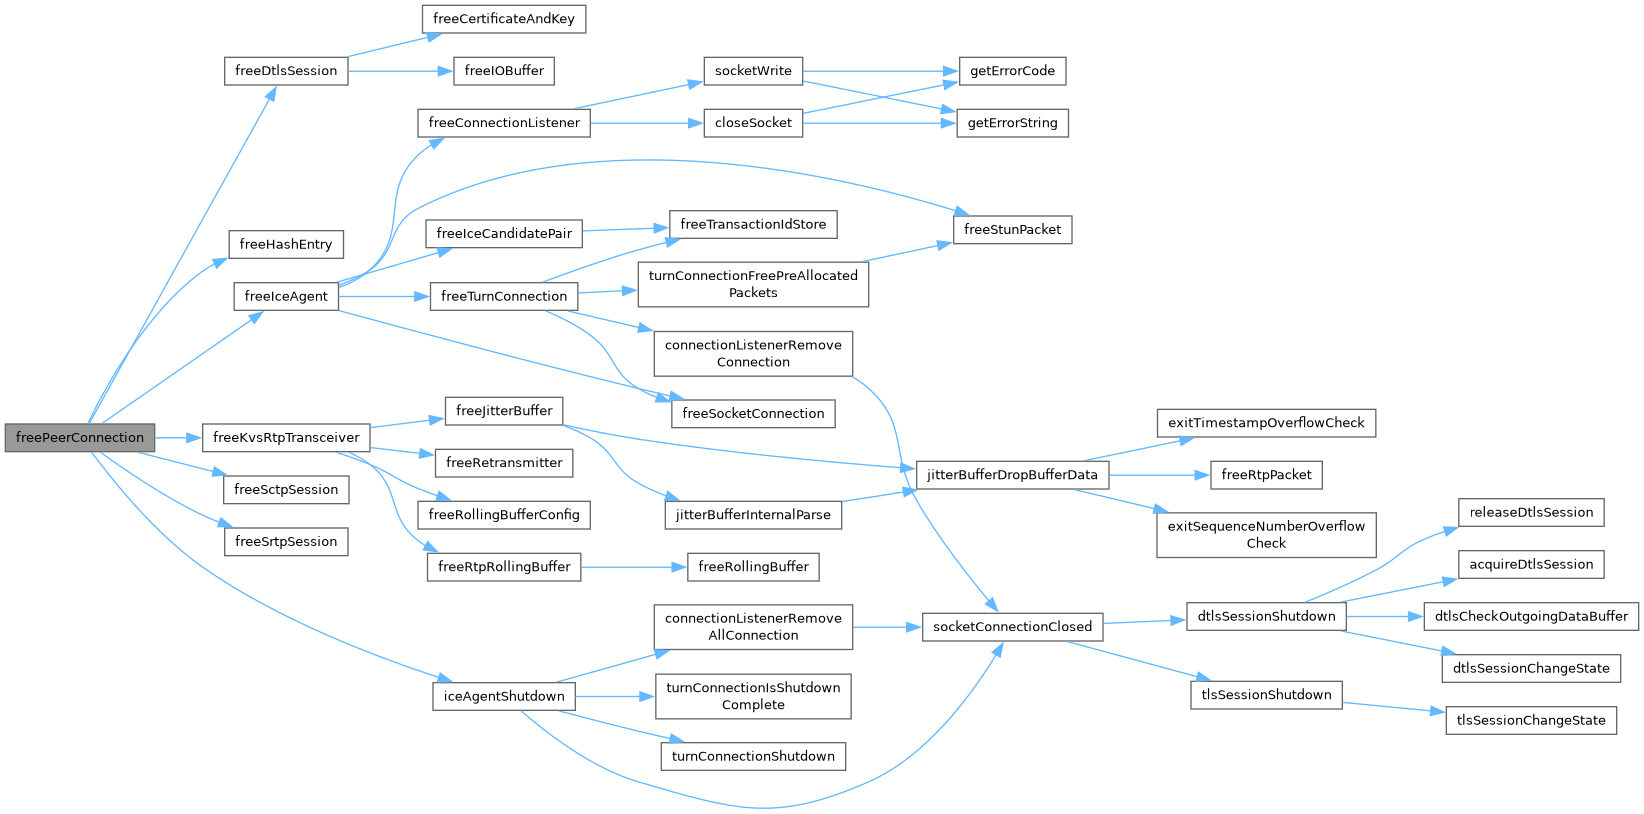 freePeerConnection
freeDtlsSession
freeCertificateAndKey
freeIOBuffer
freeHashEntry
freeIceAgent
freeConnectionListener
socketWrite
getErrorCode
closeSocket
getErrorString
freeStunPacket
freeIceCandidatePair
freeTransactionIdStore
freeTurnConnection
turnConnectionFreePreAllocated
Packets
connectionListenerRemove
Connection
freeSocketConnection
freeKvsRtpTransceiver
freeJitterBuffer
freeRetransmitter
freeRollingBufferConfig
freeRtpRollingBuffer
jitterBufferInternalParse
freeRollingBuffer
jitterBufferDropBufferData
exitTimestampOverflowCheck
freeRtpPacket
exitSequenceNumberOverflow
Check
freeSctpSession
freeSrtpSession
iceAgentShutdown
connectionListenerRemove
AllConnection
turnConnectionIsShutdown
Complete
turnConnectionShutdown
socketConnectionClosed
dtlsSessionShutdown
releaseDtlsSession
acquireDtlsSession
dtlsCheckOutgoingDataBuffer
dtlsSessionChangeState
tlsSessionShutdown
tlsSessionChangeState